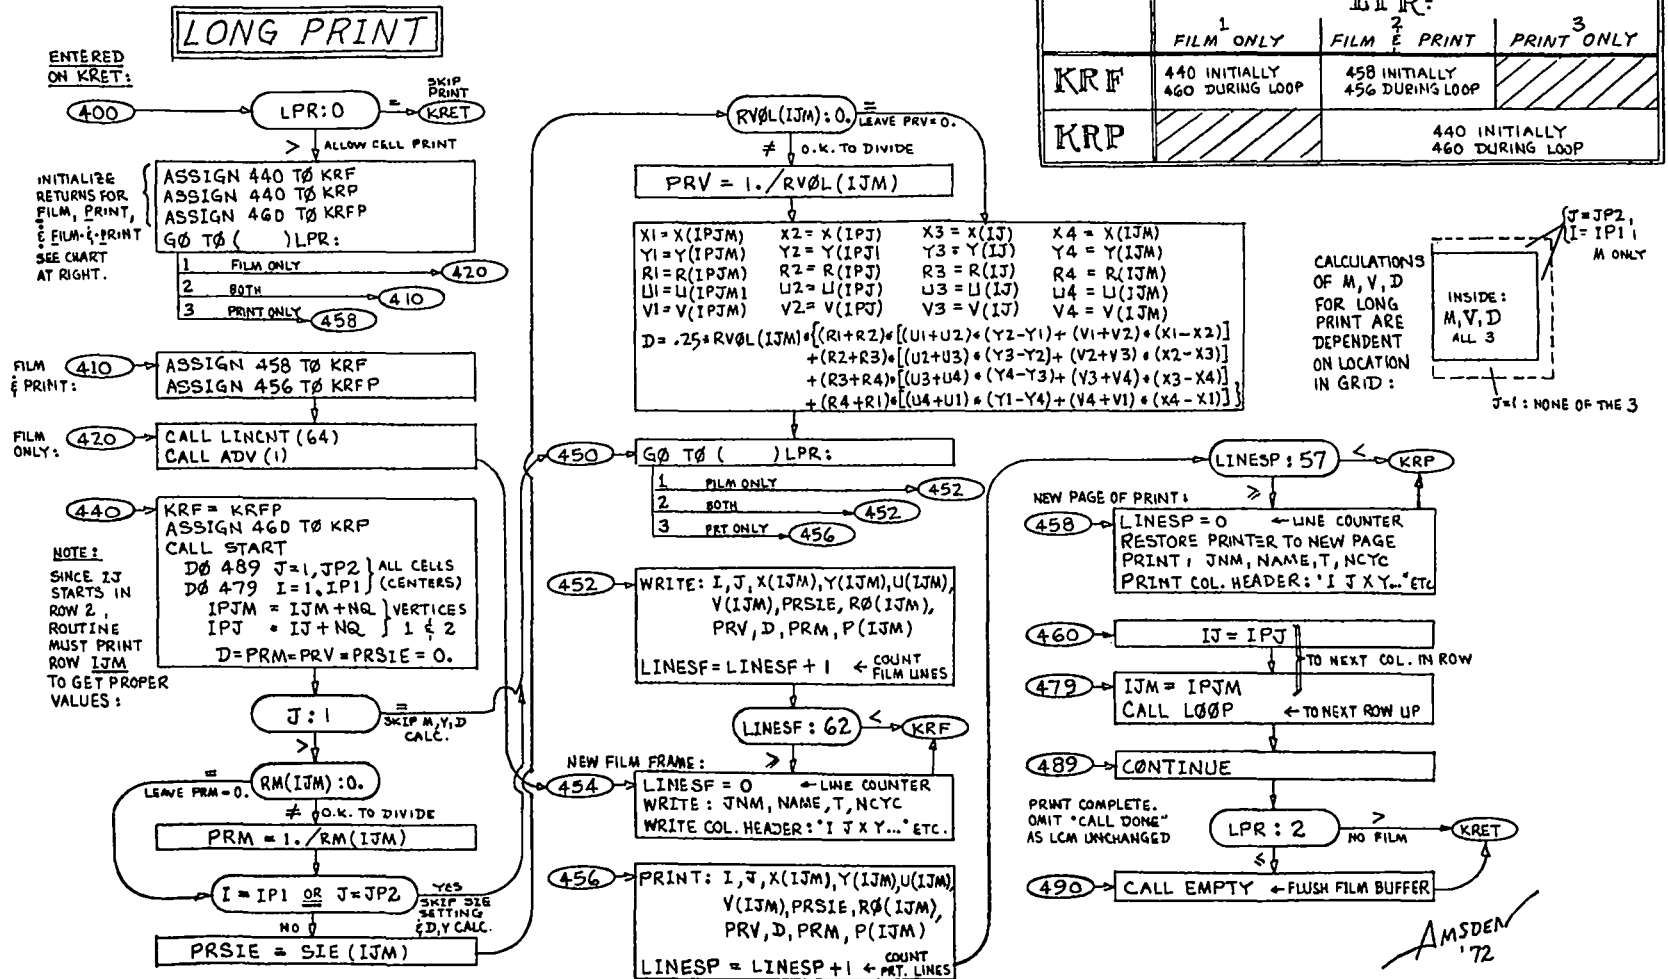 LONG PRINT
ENTERED
ON KRET:
400
LPR:0
=
SKIP
PRINT
KRET
> ALLOW CELL PRINT
INITIALIZE
RETURNS FOR
FILM, PRINT,
& FILM-&-PRINT
SEE CHART
AT RIGHT.
ASSIGN 440 TØ KRF
ASSIGN 440 TØ KRP
ASSIGN 460 TØ KRFP
GØ TØ ( ) LPR:
1 FILM ONLY 420
2 BOTH 410
3 PRINT ONLY 458
FILM
& PRINT:
410
ASSIGN 458 TØ KRF
ASSIGN 456 TØ KRFP
FILM
ONLY:
420
CALL LINCNT (64)
CALL ADV (1)
440
KRF = KRFP
ASSIGN 460 TØ KRP
CALL START
DØ 489 J=1,JP2 } ALL CELLS
DØ 479 I=1,IP1 } (CENTERS)
IPJM = IJM+NQ } VERTICES
IPJ = IJ+NQ } 1 & 2
D=PRM=PRV=PRSIE=0.
NOTE:
SINCE IJ
STARTS IN
ROW 2,
ROUTINE
MUST PRINT
ROW IJM
TO GET PROPER
VALUES:
J:1
=
SKIP M,V,D
CALC.
>
RM(IJM):0.
=
LEAVE PRM=0.
≠ O.K. TO DIVIDE
PRM = 1./RM(IJM)
I=IP1 OR J=JP2
YES
SKIP SIE
SETTING
& D,V CALC.
NO
PRSIE = SIE(IJM)
RVØL(IJM):0.
=
LEAVE PRV=0.
≠ O.K. TO DIVIDE
PRV = 1./RVØL(IJM)
X1=X(IPJM) X2=X(IPJ) X3=X(IJ) X4=X(IJM)
Y1=Y(IPJM) Y2=Y(IPJ) Y3=Y(IJ) Y4=Y(IJM)
R1=R(IPJM) R2=R(IPJ) R3=R(IJ) R4=R(IJM)
U1=U(IPJM) U2=U(IPJ) U3=U(IJ) U4=U(IJM)
V1=V(IPJM) V2=V(IPJ) V3=V(IJ) V4=V(IJM)
D=.25*RVØL(IJM)*{(R1+R2)*[(U1+U2)*(Y2-Y1)+(V1+V2)*(X1-X2)]
+(R2+R3)*[(U2+U3)*(Y3-Y2)+(V2+V3)*(X2-X3)]
+(R3+R4)*[(U3+U4)*(Y4-Y3)+(V3+V4)*(X3-X4)]
+(R4+R1)*[(U4+U1)*(Y1-Y4)+(V4+V1)*(X4-X1)]}
450
GØ TØ ( ) LPR:
1 FILM ONLY 452
2 BOTH 452
3 PRT ONLY 456
452
WRITE: I,J,X(IJM),Y(IJM),U(IJM),
V(IJM),PRSIE,RØ(IJM),
PRV,D,PRM,P(IJM)
LINESF=LINESF+1 ← COUNT
FILM LINES
LINESF:62
<
KRF
≥
NEW FILM FRAME:
454
LINESF=0 ← LINE COUNTER
WRITE: JNM,NAME,T,NCYC
WRITE COL. HEADER: "I J X Y..." ETC.
456
PRINT: I,J,X(IJM),Y(IJM),U(IJM),
V(IJM),PRSIE,RØ(IJM),
PRV,D,PRM,P(IJM)
LINESP = LINESP+1 ← COUNT
PRT. LINES
LPR:
1
FILM ONLY
2
FILM & PRINT
3
PRINT ONLY
KRF
440 INITIALLY
460 DURING LOOP
458 INITIALLY
456 DURING LOOP
KRP
440 INITIALLY
460 DURING LOOP
CALCULATIONS
OF M,V,D
FOR LONG
PRINT ARE
DEPENDENT
ON LOCATION
IN GRID:
INSIDE:
M,V,D
ALL 3
{J=JP2,
{I=IP1;
M ONLY
J=1: NONE OF THE 3
LINESP:57
<
KRP
≥
NEW PAGE OF PRINT:
458
LINESP=0 ← LINE COUNTER
RESTORE PRINTER TO NEW PAGE
PRINT: JNM,NAME,T,NCYC
PRINT COL. HEADER: "I J X Y..." ETC
460
IJ=IPJ
TO NEXT COL. IN ROW
479
IJM=IPJM
CALL LØØP ← TO NEXT ROW UP
489
CØNTINUE
PRINT COMPLETE.
OMIT "CALL DONE"
AS LCM UNCHANGED
LPR:2
>
NO FILM
KRET
≤
490
CALL EMPTY ← FLUSH FILM BUFFER
AMSDEN
'72